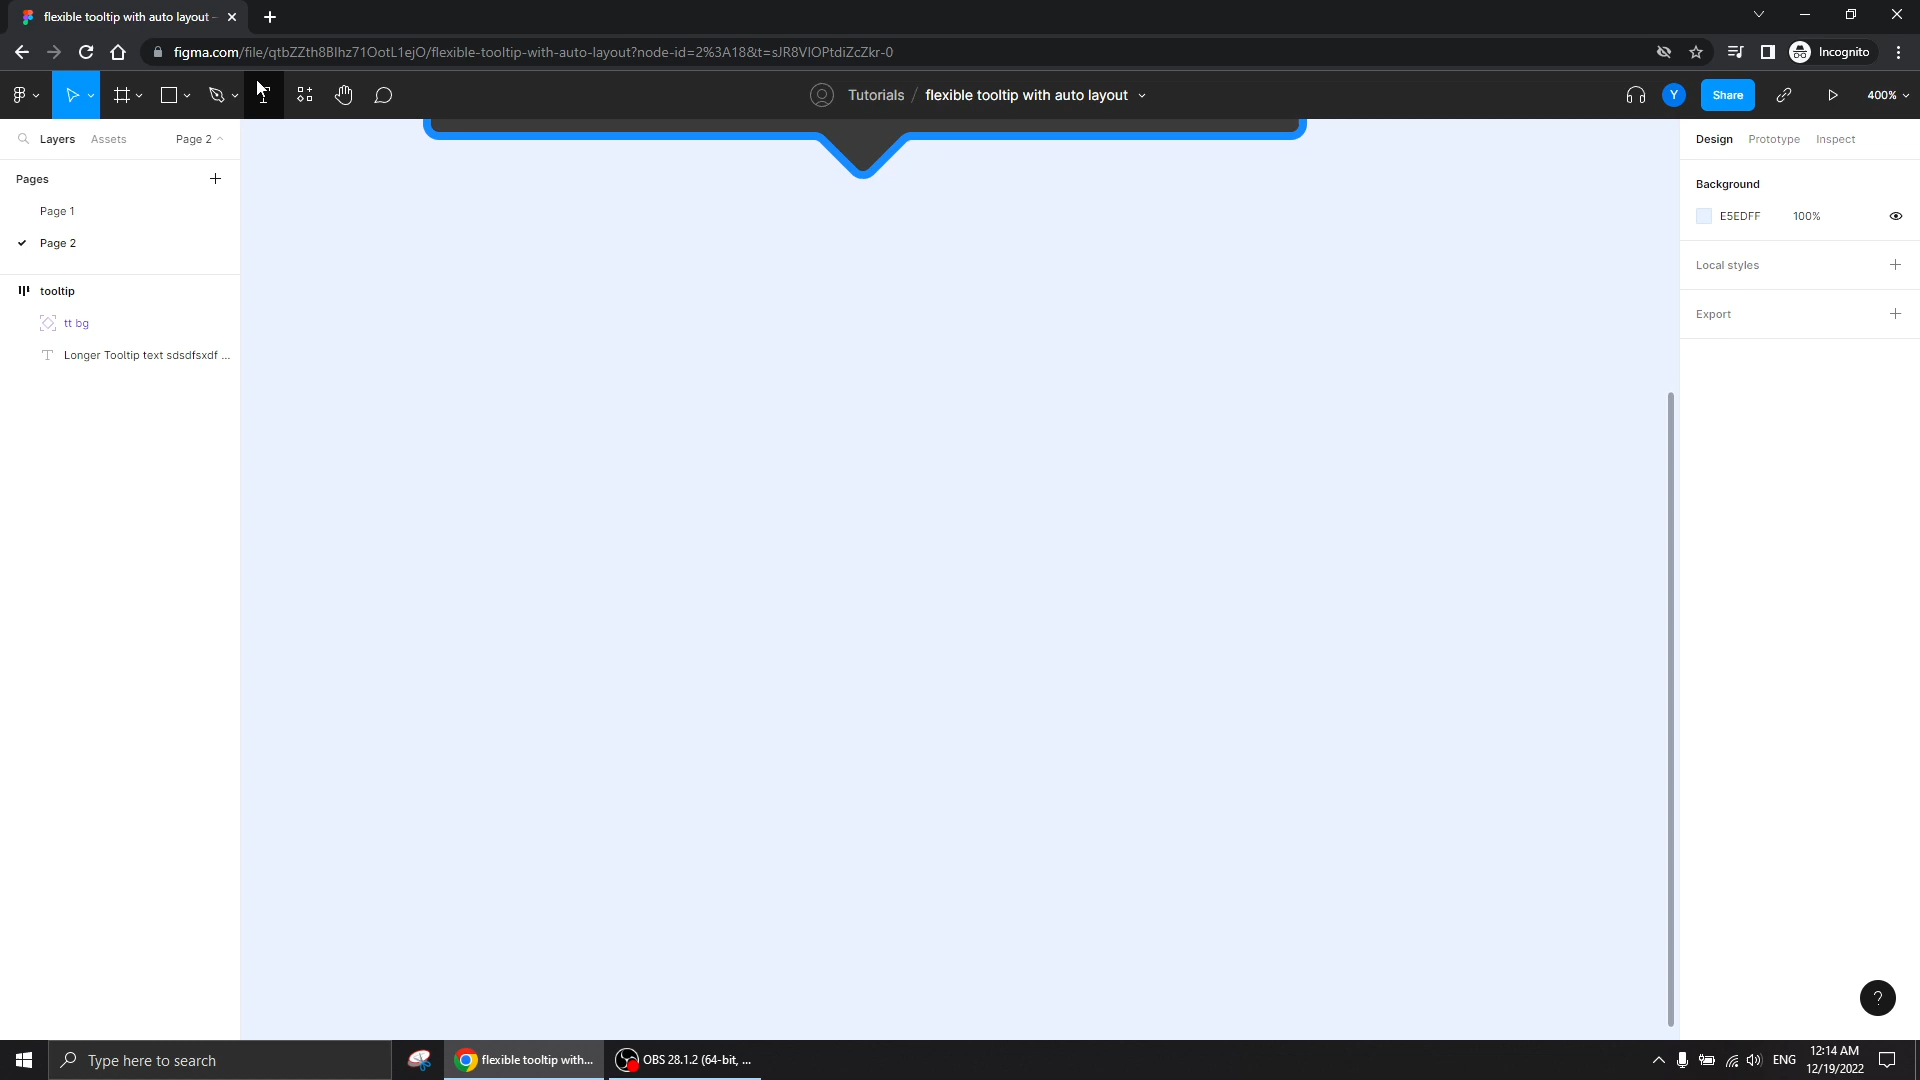 flexible tooltip with auto layout -
figma.com/file/qtbZZth8Blhz71OotL1ejO/flexible-tooltip-with-auto-layout?node-id=2%3A18&t=sJR8VIOPtdiZcZkr-0
Incognito
Tutorials / flexible tooltip with auto layout
Y
Share
400%
Layers
Assets
Page 2
Design
Prototype
Inspect
Pages
Page 1
Page 2
tooltip
tt bg
Longer Tooltip text sdsdfsxdf ...
Background
E5EDFF
100%
Local styles
Export
?
Type here to search
flexible tooltip with...
OBS 28.1.2 (64-bit, ...
ENG
12:14 AM
12/19/2022